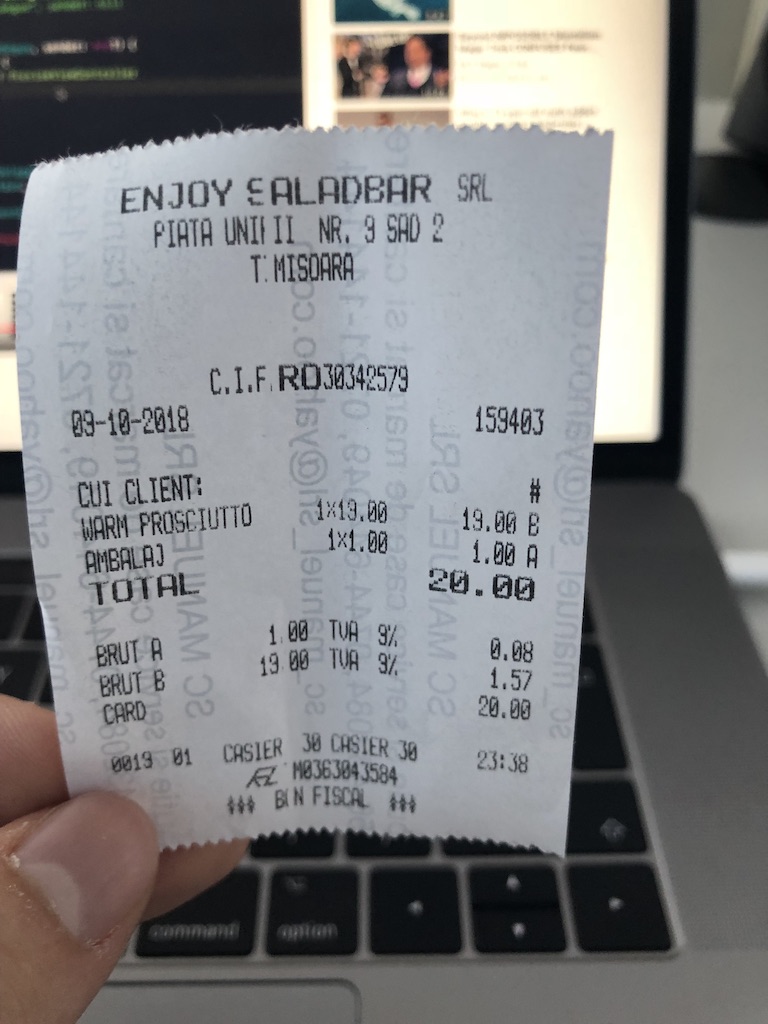 ENJOY SALADBAR SRL
PIATA UNIRII NR. 9 SAD 2
TIMISOARA
C.I.F. RO30342579
09-10-2018 159403
CUI CLIENT: #
WARM PROSCIUTTO 1x19.00 19.00 B
AMBALAJ 1x1.00 1.00 A
TOTAL 20.00
BRUT A 1.00 TVA 9% 0.08
BRUT B 19.00 TVA 9% 1.57
CARD 20.00
0019 01 CASIER 30 CASIER 30 23:38
M0363043584
*** BON FISCAL ***
command option